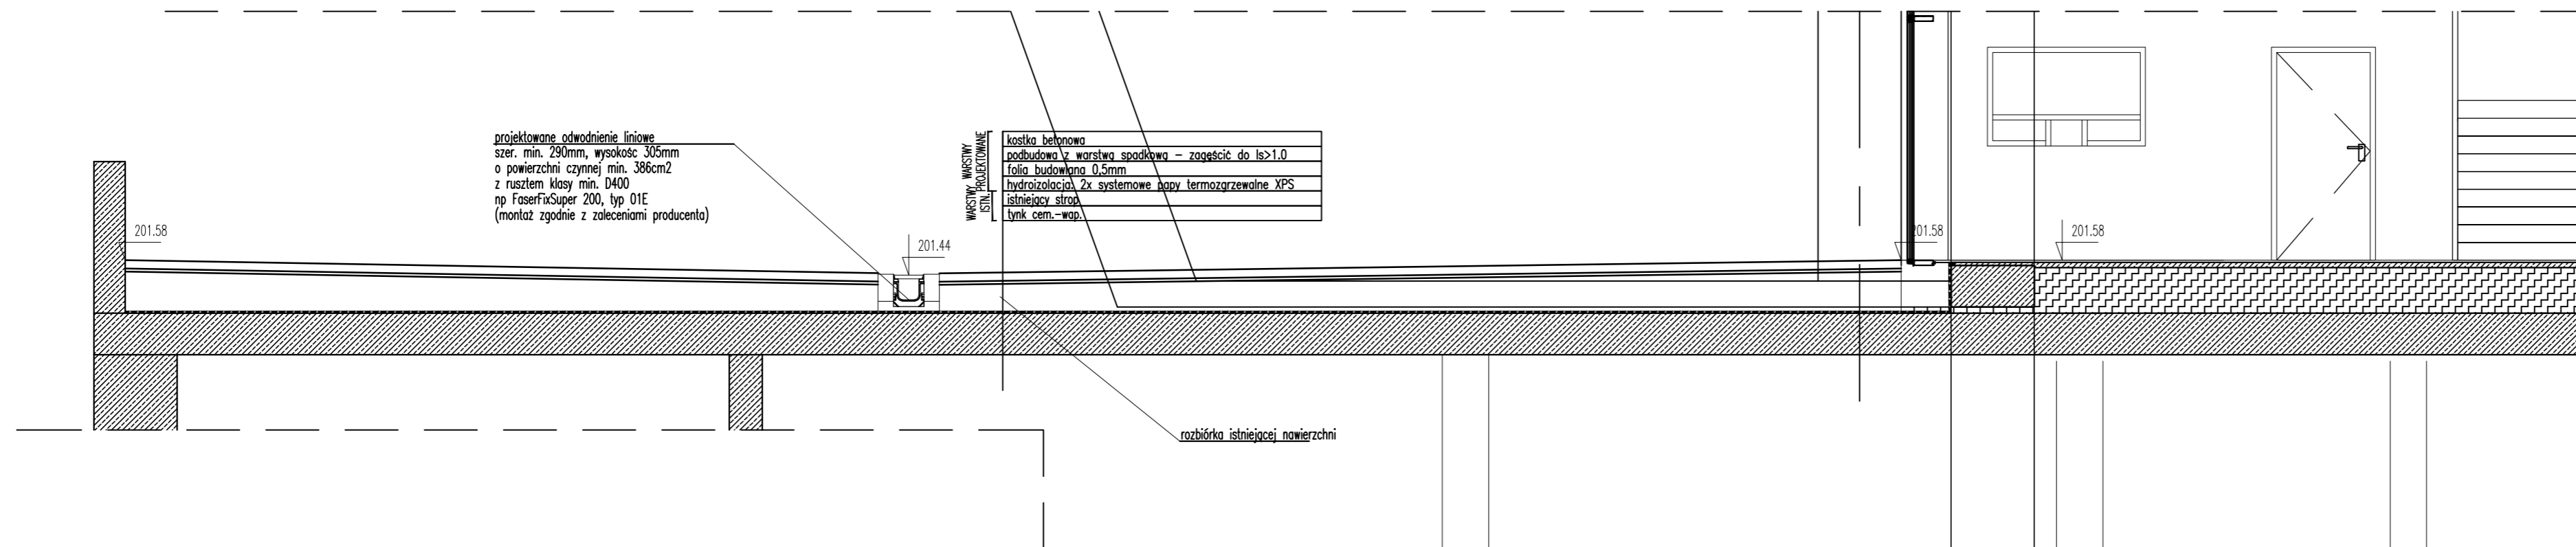 projektowane odwodnienie liniowe
szer. min. 290mm, wysokośc 305mm
o powierzchni czynnej min. 386cm2
z rusztem klasy min. D400
np FaserFixSuper 200, typ 01E
(montaż zgodnie z zaleceniami producenta)
WARSTWY PROJEKTOWANE
kostka betonowa
podbudowa z warstwą spadkową – zagęścić do Is>1.0
folia budowlana 0,5mm
hydroizolacja: 2x systemowe papy termozgrzewalne XPS
WARSTWY ISTN.
istniejący strop
tynk cem.-wap.
201.58
201.44
201.58
201.58
rozbiórka istniejącej nawierzchni